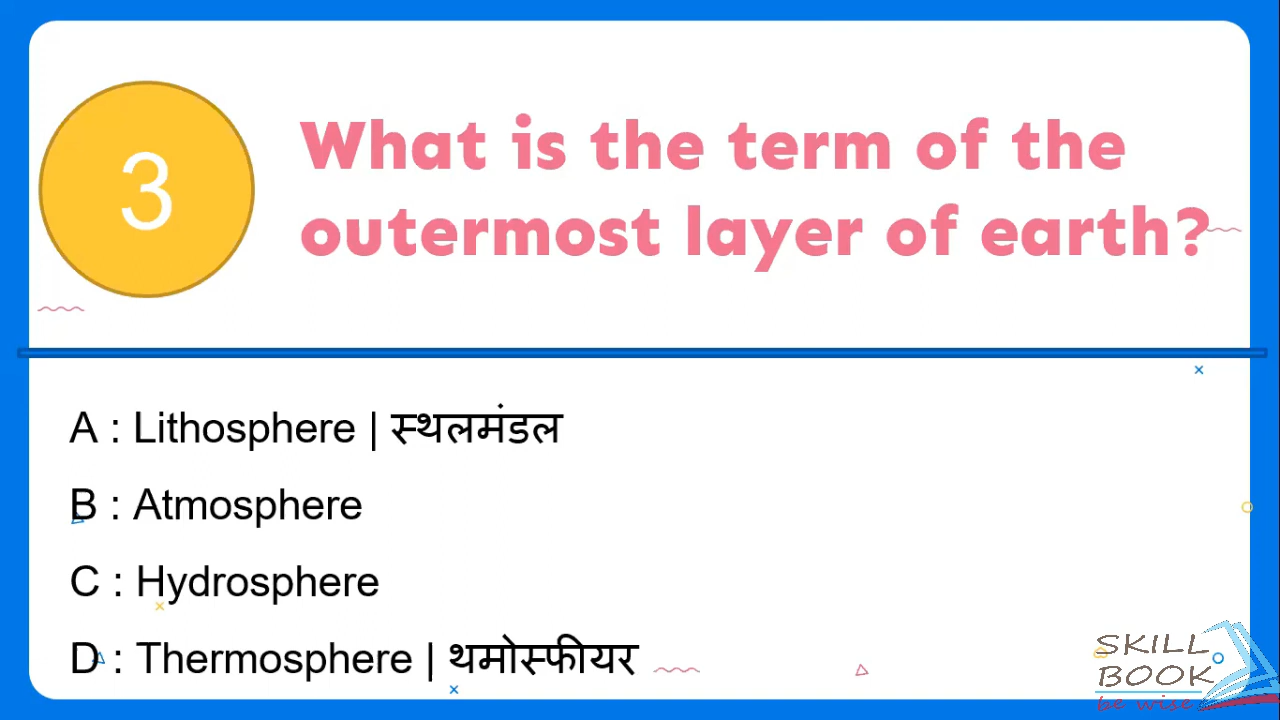 3
What is the term of the
outermost layer of earth?
A : Lithosphere | स्थलमंडल
B : Atmosphere
C : Hydrosphere
D : Thermosphere | थमोस्फीयर
SKILL
BOOK
be wise